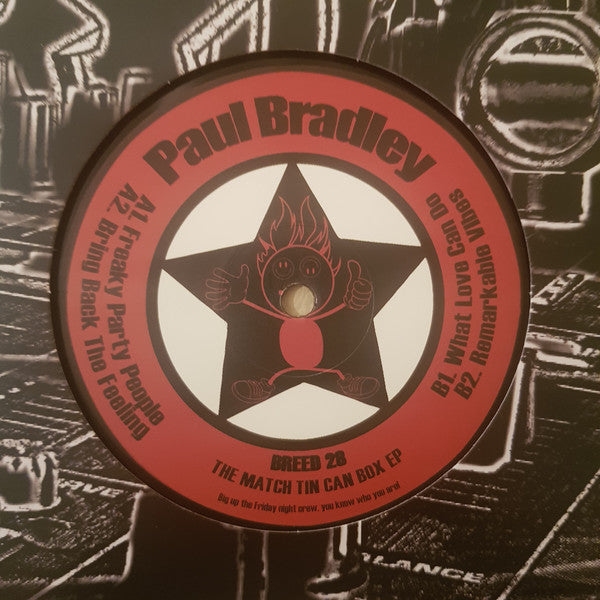 Paul Bradley
A1. Freaky Party People
A2. Bring Back The Feeling
B1. What Love Can Do
B2. Remarkable Vibes
BREED 28
THE MATCH TIN CAN BOX EP
Big up the Friday night crew, you know who you are!
LANCE